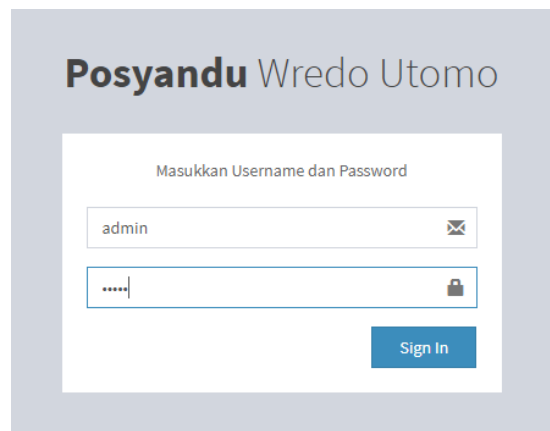 Posyandu Wredo Utomo
Masukkan Username dan Password
admin
•••••
Sign In